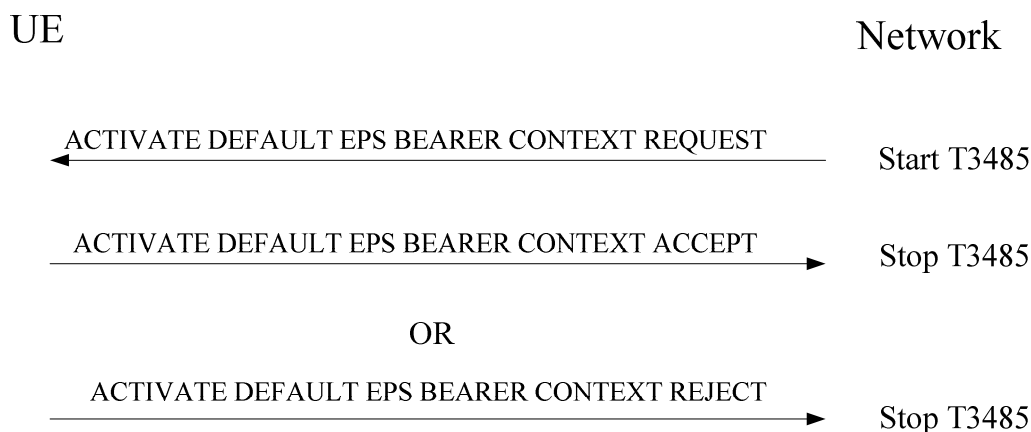 UE
Network
ACTIVATE DEFAULT EPS BEARER CONTEXT REQUEST
Start T3485
ACTIVATE DEFAULT EPS BEARER CONTEXT ACCEPT
Stop T3485
OR
ACTIVATE DEFAULT EPS BEARER CONTEXT REJECT
Stop T3485